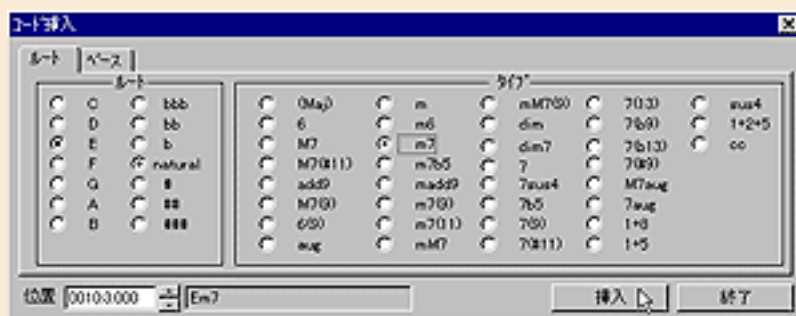 コード挿入
ルート ベース
ルート タイプ
C bbb (Maj) m mM7(9) 7(13) sus4
D bb 6 m6 dim 7(b9) 1+2+5
E b M7 m7 dim7 7(b13) cc
F natural M7(#11) m7b5 7 7(#9)
G # add9 madd9 7sus4 M7aug
A ## M7(9) m7(9) 7b5 7aug
B ### 6(9) m7(11) 7(9) 1+8
aug mM7 7(#11) 1+5
位置 0010-3.000 Em7 挿入 終了